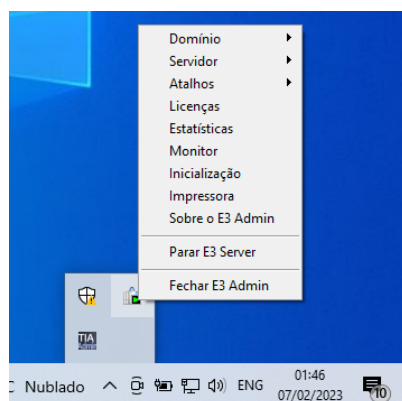 Domínio
Servidor
Atalhos
Licenças
Estatísticas
Monitor
Inicialização
Impressora
Sobre o E3 Admin
Parar E3 Server
Fechar E3 Admin
TIA
C Nublado ENG 01:46
07/02/2023
10